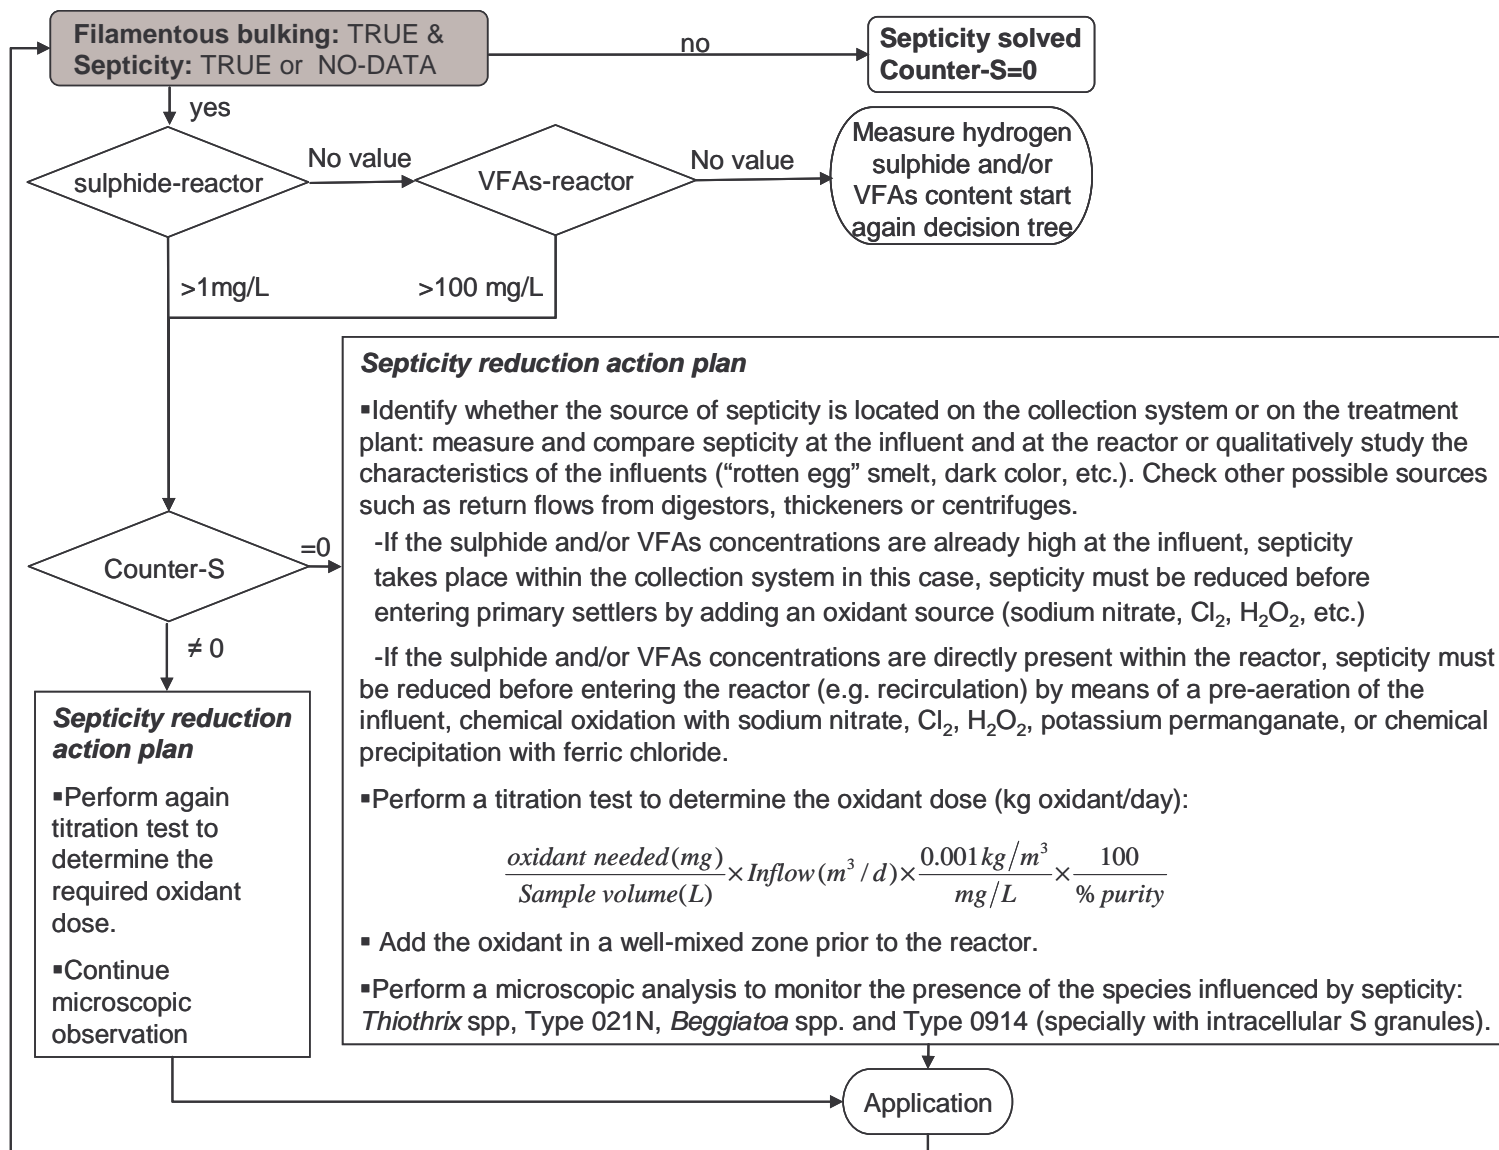 Filamentous bulking: TRUE &
Septicity: TRUE or NO-DATA
no
Septicity solved
Counter-S=0
yes
sulphide-reactor
No value
VFAs-reactor
No value
Measure hydrogen
sulphide and/or
VFAs content start
again decision tree
>1mg/L
>100 mg/L
Counter-S
=0
≠ 0
Septicity reduction
action plan
▪Perform again
titration test to
determine the
required oxidant
dose.
▪Continue
microscopic
observation
Septicity reduction action plan
▪Identify whether the source of septicity is located on the collection system or on the treatment
plant: measure and compare septicity at the influent and at the reactor or qualitatively study the
characteristics of the influents (“rotten egg” smelt, dark color, etc.). Check other possible sources
such as return flows from digestors, thickeners or centrifuges.
-If the sulphide and/or VFAs concentrations are already high at the influent, septicity
takes place within the collection system in this case, septicity must be reduced before
entering primary settlers by adding an oxidant source (sodium nitrate, Cl₂, H₂O₂, etc.)
-If the sulphide and/or VFAs concentrations are directly present within the reactor, septicity must
be reduced before entering the reactor (e.g. recirculation) by means of a pre-aeration of the
influent, chemical oxidation with sodium nitrate, Cl₂, H₂O₂, potassium permanganate, or chemical
precipitation with ferric chloride.
▪Perform a titration test to determine the oxidant dose (kg oxidant/day):
oxidant needed(mg)/Sample volume(L) × Inflow(m³/d) × 0.001kg/m³/mg/L × 100/% purity
▪ Add the oxidant in a well-mixed zone prior to the reactor.
▪Perform a microscopic analysis to monitor the presence of the species influenced by septicity:
Thiothrix spp, Type 021N, Beggiatoa spp. and Type 0914 (specially with intracellular S granules).
Application